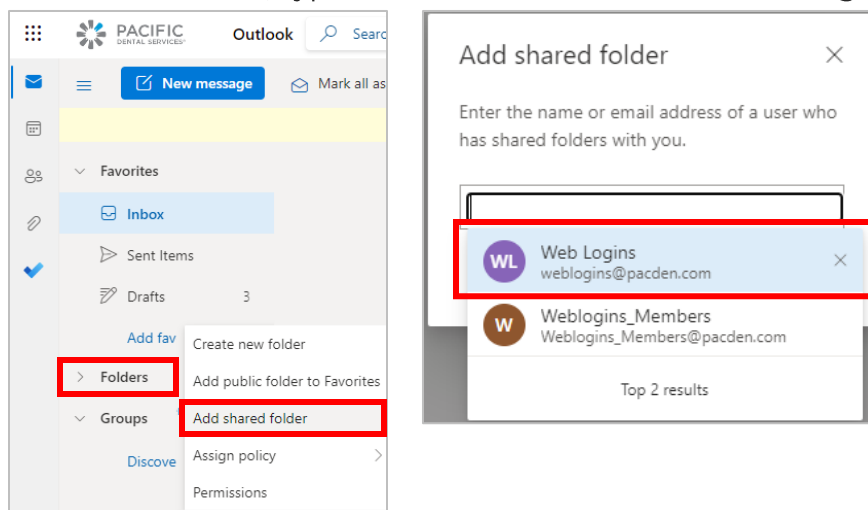 PACIFIC
DENTAL SERVICES®
Outlook
Searc
New message
Mark all as
Favorites
Inbox
Sent Items
Drafts 3
Add fav
Folders
Groups
Discove
Create new folder
Add public folder to Favorites
Add shared folder
Assign policy
Permissions
Add shared folder
Enter the name or email address of a user who
has shared folders with you.
WL
Web Logins
weblogins@pacden.com
W
Weblogins_Members
Weblogins_Members@pacden.com
Top 2 results